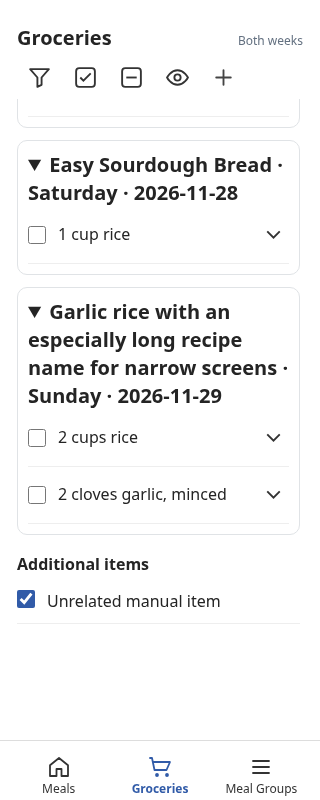 Groceries
Both weeks
Easy Sourdough Bread ·
Saturday · 2026-11-28
1 cup rice
Garlic rice with an
especially long recipe
name for narrow screens ·
Sunday · 2026-11-29
2 cups rice
2 cloves garlic, minced
Additional items
Unrelated manual item
Meals
Groceries
Meal Groups